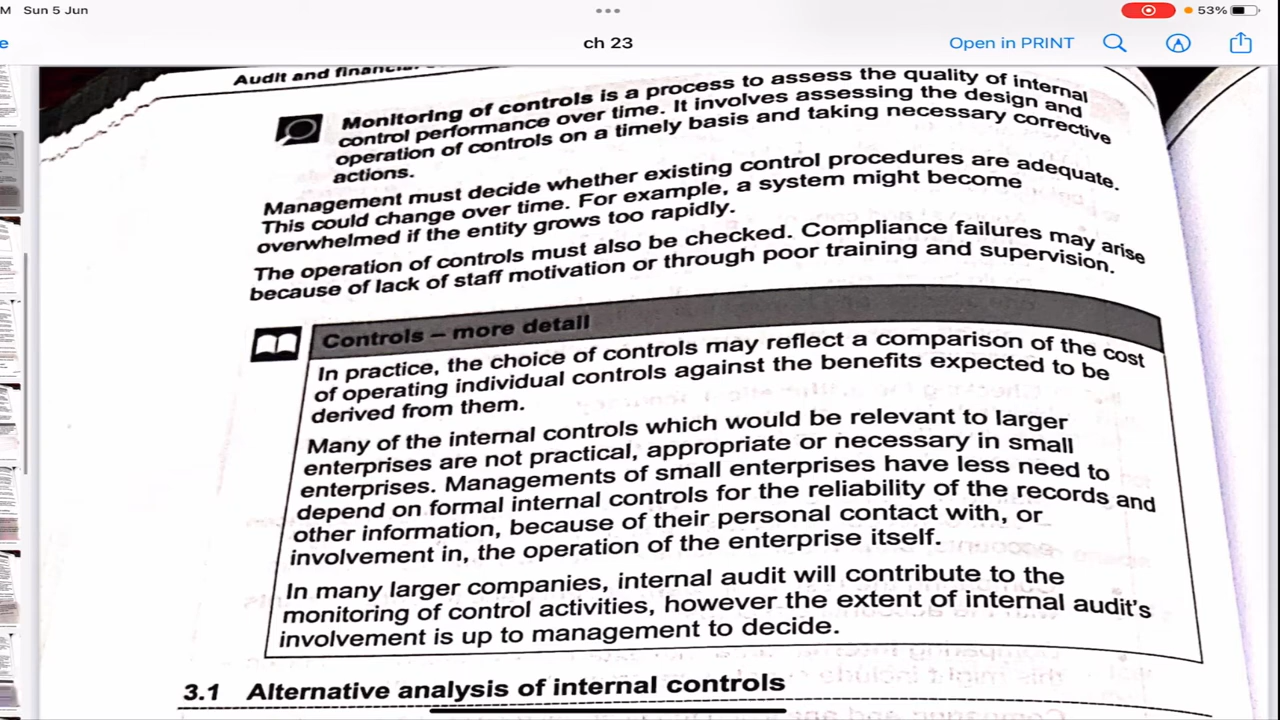 M Sun 5 Jun
53%
e
ch 23
Open in PRINT
Audit and
Monitoring of controls is a process to assess the quality of internal
control performance over time. It involves assessing the design and
operation of controls on a timely basis and taking necessary corrective
actions.
Management must decide whether existing control procedures are adequate.
This could change over time. For example, a system might become
overwhelmed if the entity grows too rapidly.
The operation of controls must also be checked. Compliance failures may arise
because of lack of staff motivation or through poor training and supervision.
Controls – more detail
In practice, the choice of controls may reflect a comparison of the cost
of operating individual controls against the benefits expected to be
derived from them.
Many of the internal controls which would be relevant to larger
enterprises are not practical, appropriate or necessary in small
enterprises. Managements of small enterprises have less need to
depend on formal internal controls for the reliability of the records and
other information, because of their personal contact with, or
involvement in, the operation of the enterprise itself.
In many larger companies, internal audit will contribute to the
monitoring of control activities, however the extent of internal audit's
involvement is up to management to decide.
3.1 Alternative analysis of internal controls